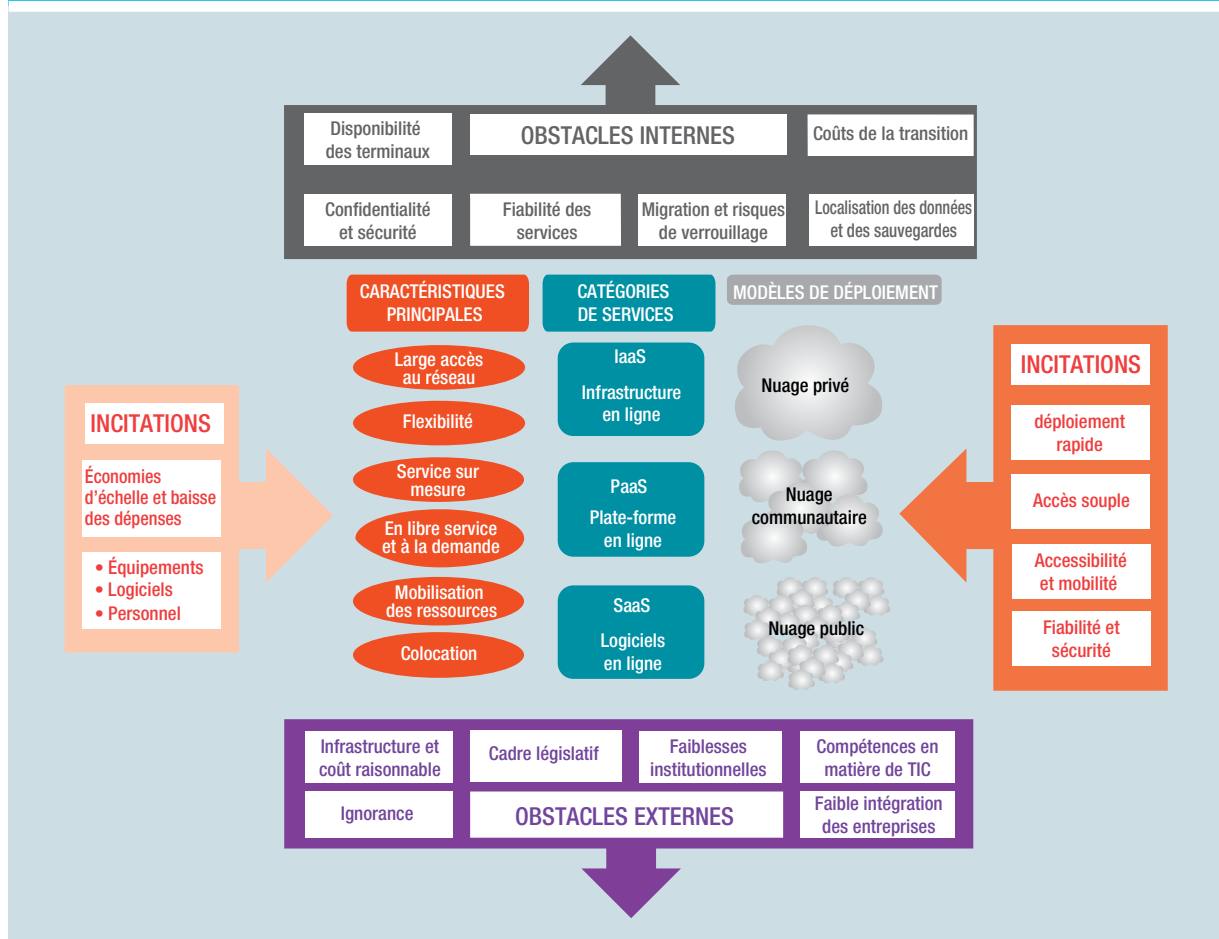 Disponibilité
des terminaux
OBSTACLES INTERNES
Coûts de la transition
Confidentialité
et sécurité
Fiabilité des
services
Migration et risques
de verrouillage
Localisation des données
et des sauvegardes
CARACTÉRISTIQUES
PRINCIPALES
CATÉGORIES
DE SERVICES
MODÈLES DE DÉPLOIEMENT
INCITATIONS
Économies
d'échelle et baisse
des dépenses
• Équipements
• Logiciels
• Personnel
Large accès
au réseau
Flexibilité
Service sur
mesure
En libre service
et à la demande
Mobilisation
des ressources
Colocation
IaaS
Infrastructure
en ligne
PaaS
Plate-forme
en ligne
SaaS
Logiciels
en ligne
Nuage privé
Nuage
communautaire
Nuage public
INCITATIONS
déploiement
rapide
Accès souple
Accessibilité
et mobilité
Fiabilité et
sécurité
Infrastructure et
coût raisonnable
Cadre législatif
Faiblesses
institutionnelles
Compétences en
matière de TIC
Ignorance
OBSTACLES EXTERNES
Faible intégration
des entreprises